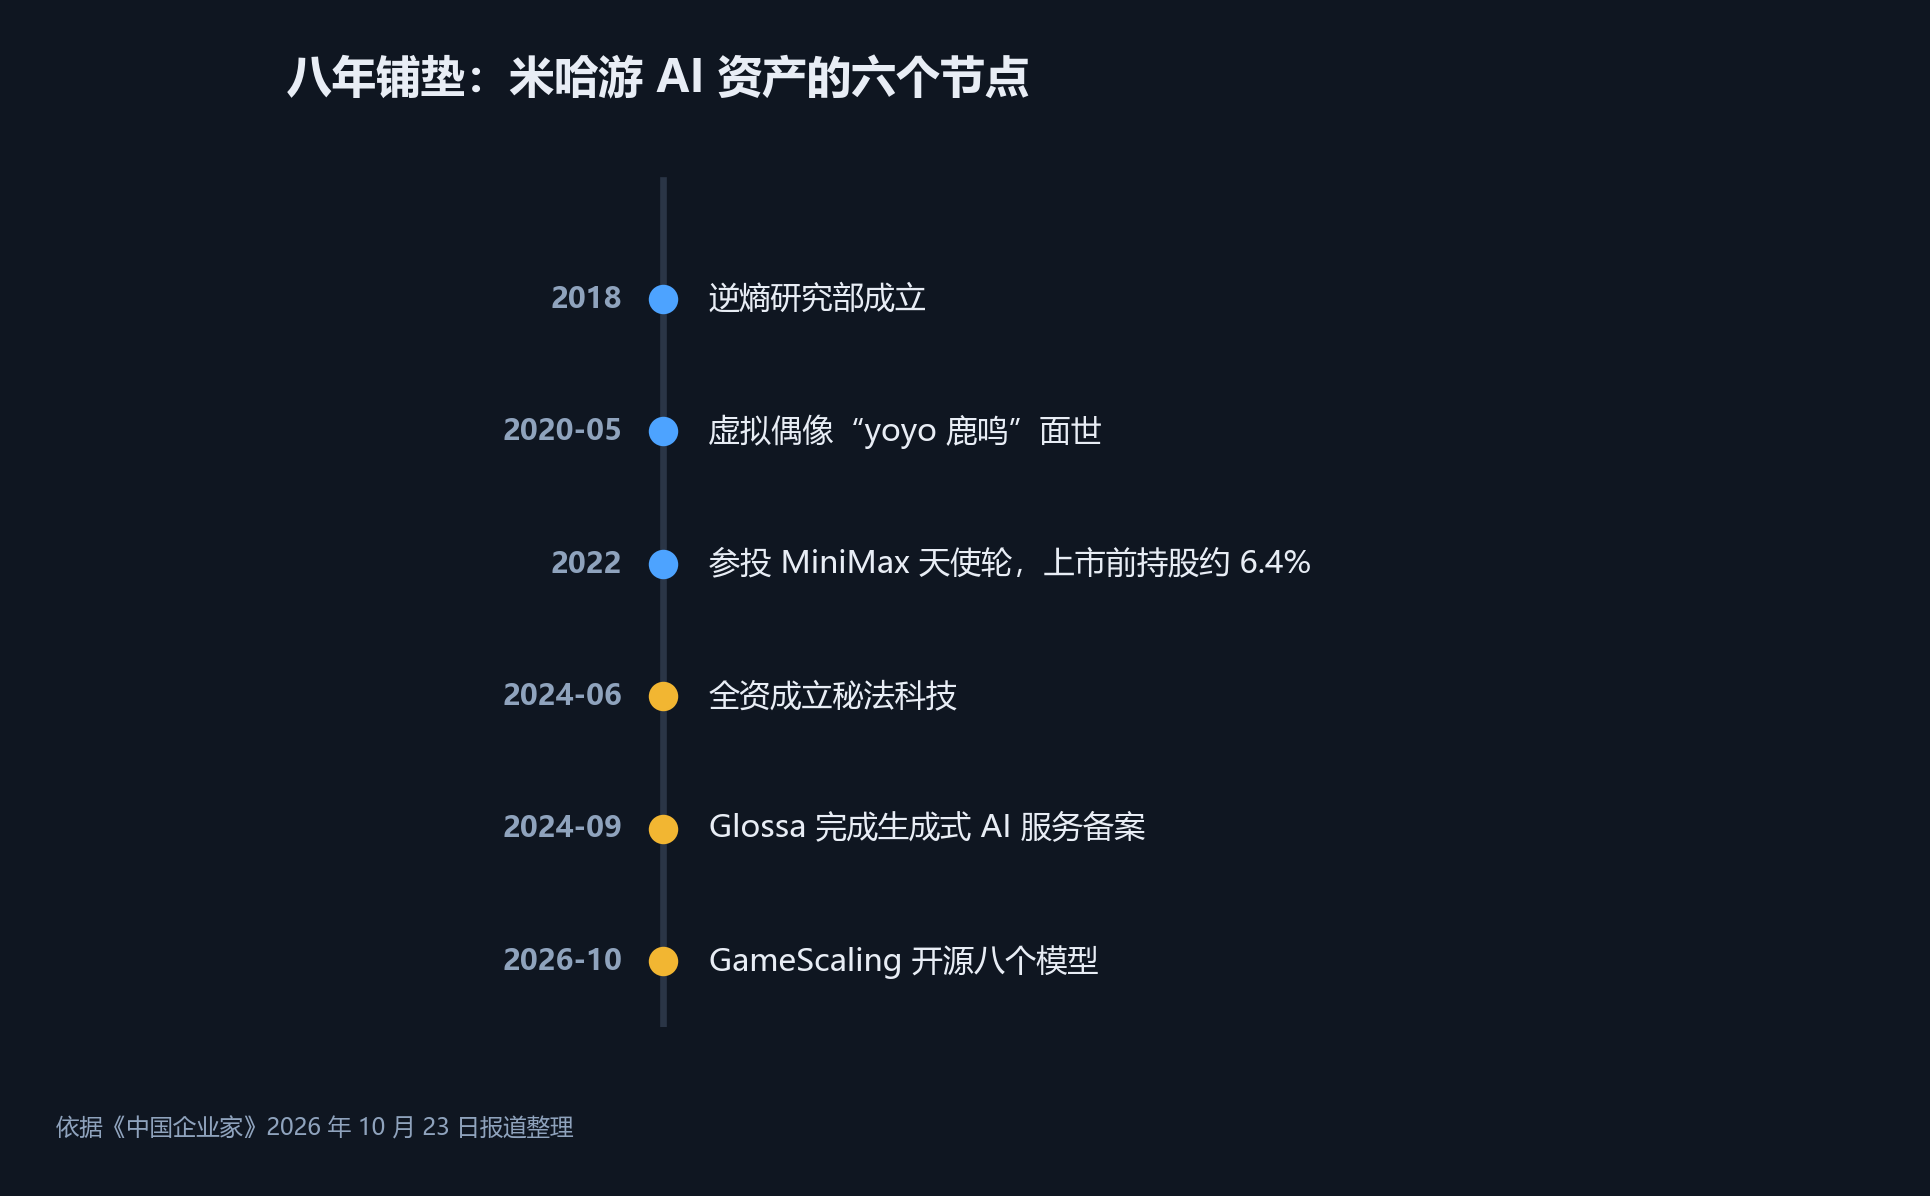 八年铺垫：米哈游 AI 资产的六个节点
2018 逆熵研究部成立
2020-05 虚拟偶像“yoyo 鹿鸣”面世
2022 参投 MiniMax 天使轮，上市前持股约 6.4%
2024-06 全资成立秘法科技
2024-09 Glossa 完成生成式 AI 服务备案
2026-10 GameScaling 开源八个模型
依据《中国企业家》2026 年 10 月 23 日报道整理